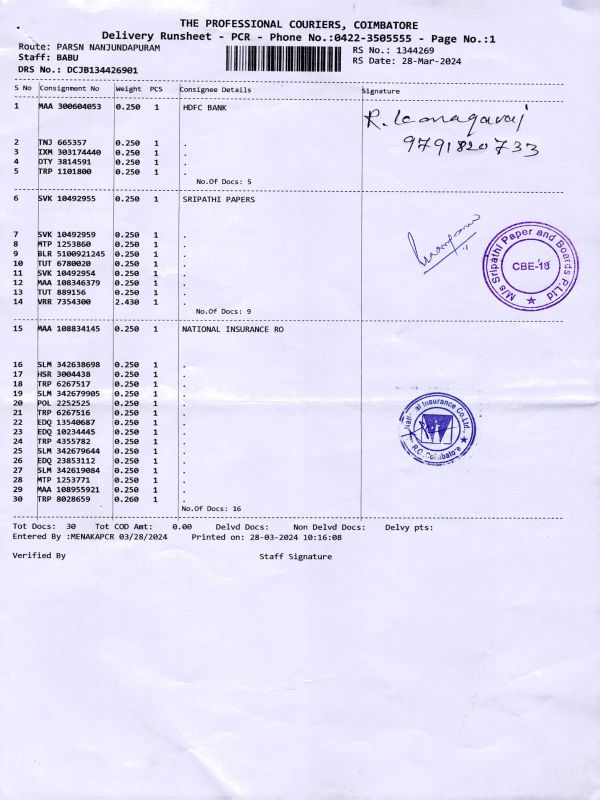 THE PROFESSIONAL COURIERS, COIMBATORE
Delivery Runsheet - PCR - Phone No.:0422-3505555 - Page No.:1
Route: PARSN NANJUNDAPURAM RS No.: 1344269
Staff: BABU RS Date: 28-Mar-2024
DRS No.: DCJB134426901
S No Consignment No Weight PCS Consignee Details Signature
1 MAA 300604053 0.250 1 HDFC BANK
9791820733
2 TNJ 665357 0.250 1 .
3 IXM 303174440 0.250 1 .
4 OTY 3814591 0.250 1 .
5 TRP 1101800 0.250 1 .
No.Of Docs: 5
6 SVK 10492955 0.250 1 SRIPATHI PAPERS
7 SVK 10492959 0.250 1 .
8 MTP 1253860 0.250 1 .
9 BLR 5100921245 0.250 1 .
10 TUT 6780020 0.250 1 .
11 SVK 10492954 0.250 1 .
12 MAA 108346379 0.250 1 .
13 TUT 889156 0.250 1 .
14 VRR 7354300 2.430 1 .
No.Of Docs: 9
M/s Sripathi Paper and Boards P.Ltd
CBE-18
15 MAA 108834145 0.250 1 NATIONAL INSURANCE RO
16 SLM 342638698 0.250 1 .
17 HSR 3004438 0.250 1 .
18 TRP 6267517 0.250 1 .
19 SLM 342679905 0.250 1 .
20 POL 2252525 0.250 1 .
21 TRP 6267516 0.250 1 .
22 EDQ 13540687 0.250 1 .
23 EDQ 10234445 0.250 1 .
24 TRP 4355782 0.250 1 .
25 SLM 342679644 0.250 1 .
26 EDQ 23853112 0.250 1 .
27 SLM 342619084 0.250 1 .
28 MTP 1253771 0.250 1 .
29 MAA 108955921 0.250 1 .
30 TRP 8028659 0.260 1 .
No.Of Docs: 16
National Insurance Co.Ltd.
R.O. Coimbatore
Tot Docs: 30 Tot COD Amt: 0.00 Delvd Docs: Non Delvd Docs: Delvy pts:
Entered By :MENAKAPCR 03/28/2024 Printed on: 28-03-2024 10:16:08
Verified By Staff Signature